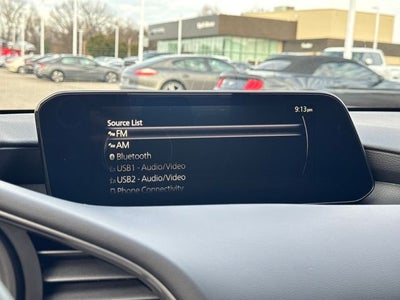 9:13pm
Source List
FM
AM
Bluetooth
USB1 - Audio/Video
USB2 - Audio/Video
Phone Connectivity